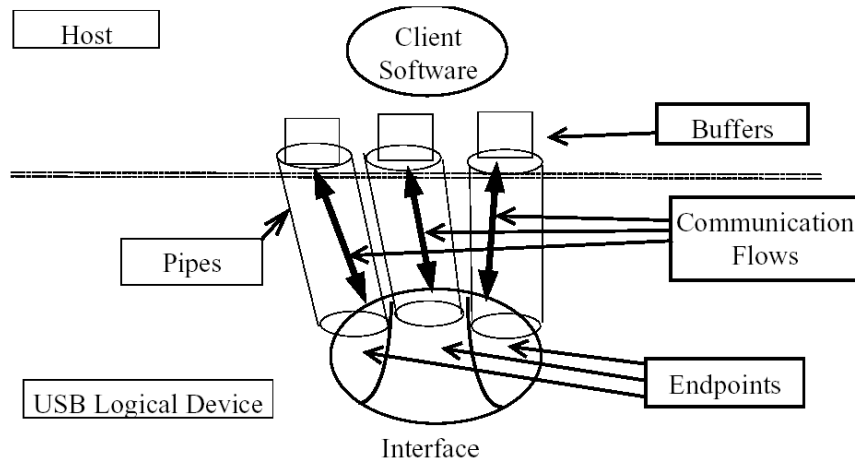 Host
Client
Software
Buffers
Communication
Flows
Pipes
Endpoints
USB Logical Device
Interface